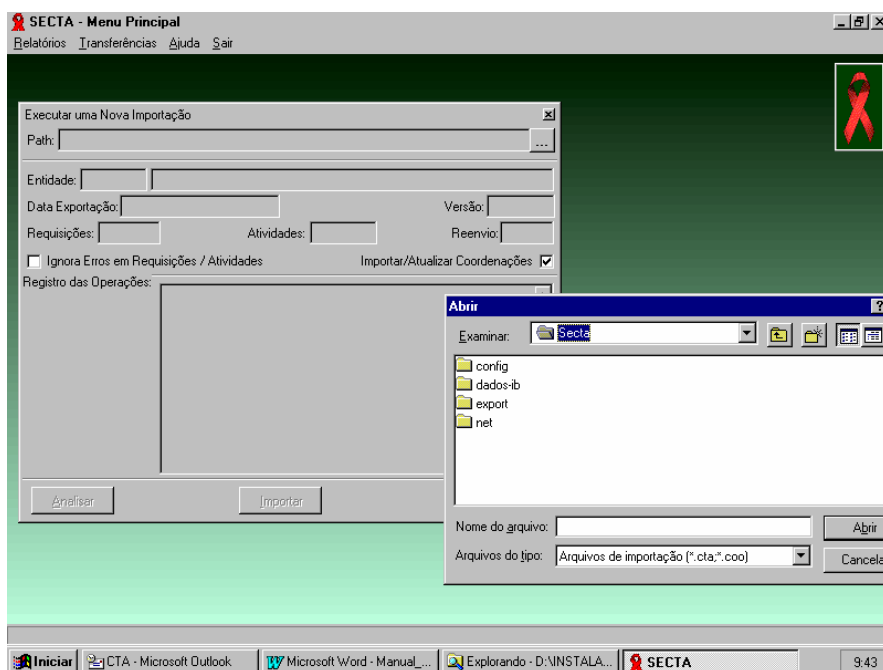 SECTA - Menu Principal
Relatórios Transferências Ajuda Sair
Executar uma Nova Importação
Path: ...
Entidade:
Data Exportação: Versão:
Requisições: Atividades: Reenvio:
Ignora Erros em Requisições / Atividades Importar/Atualizar Coordenações
Registro das Operações:
Analisar Importar
Abrir ?
Examinar: Secta
config
dados-ib
export
net
Nome do arquivo: Abrir
Arquivos do tipo: Arquivos de importação (*.cta;*.coo) Cancela
Iniciar CTA - Microsoft Outlook Microsoft Word - Manual_... Explorando - D:\INSTALA... SECTA 9:43